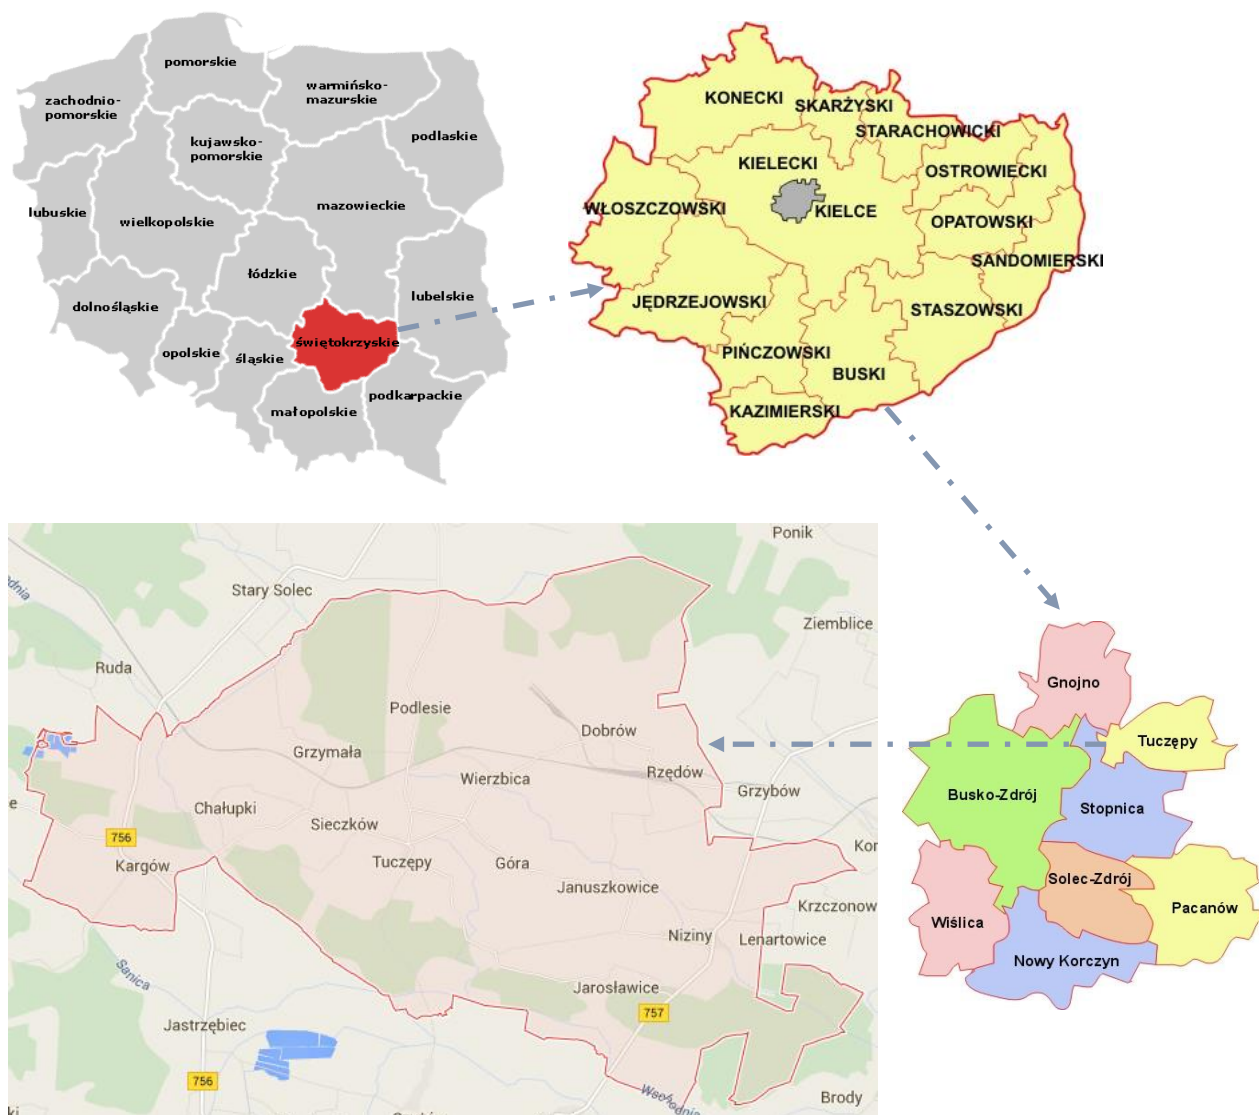 pomorskie
warmińsko-
mazurskie
zachodnio-
pomorskie
kujawsko-
pomorskie
podlaskie
lubuskie
wielkopolskie
mazowieckie
łódzkie
lubelskie
dolnośląskie
świętokrzyskie
opolskie
śląskie
podkarpackie
małopolskie
KONECKI
SKARŻYSKI
STARACHOWICKI
KIELECKI
OSTROWIECKI
WŁOSZCZOWSKI
KIELCE
OPATOWSKI
SANDOMIERSKI
JĘDRZEJOWSKI
STASZOWSKI
PIŃCZOWSKI
BUSKI
KAZIMIERSKI
Ponik
Stary Solec
Ziemblice
Ruda
Podlesie
Dobrów
Grzymała
Wierzbica
Rzędów
Grzybów
Chałupki
Sieczków
756
Kargów
Tuczępy
Góra
Januszkowice
Krzczonow
Niziny
Lenartowice
Sanica
Jarosławice
757
Jastrzębiec
756
Wschodnia
Brody
Gnojno
Tuczępy
Busko-Zdrój
Stopnica
Solec-Zdrój
Pacanów
Wiślica
Nowy Korczyn